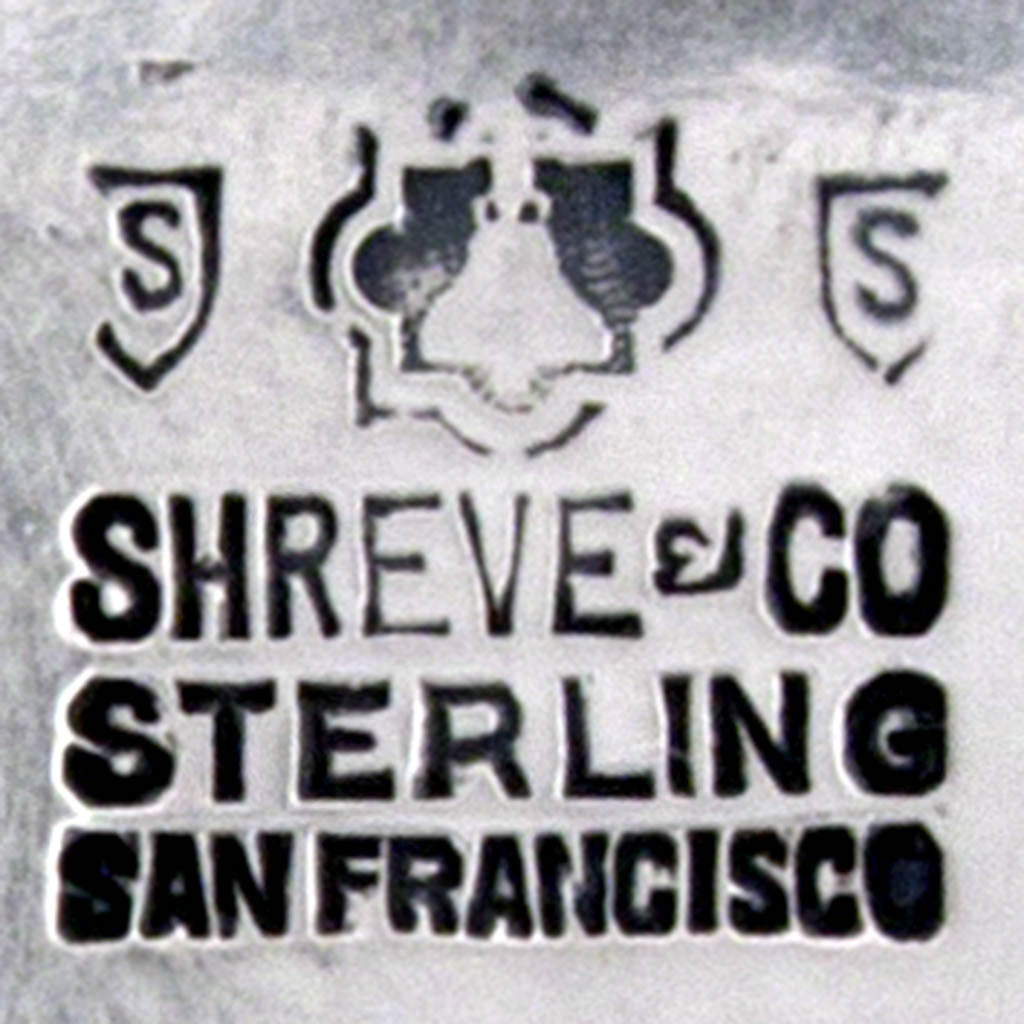 S S
SHREVE & CO
STERLING
SAN FRANCISCO